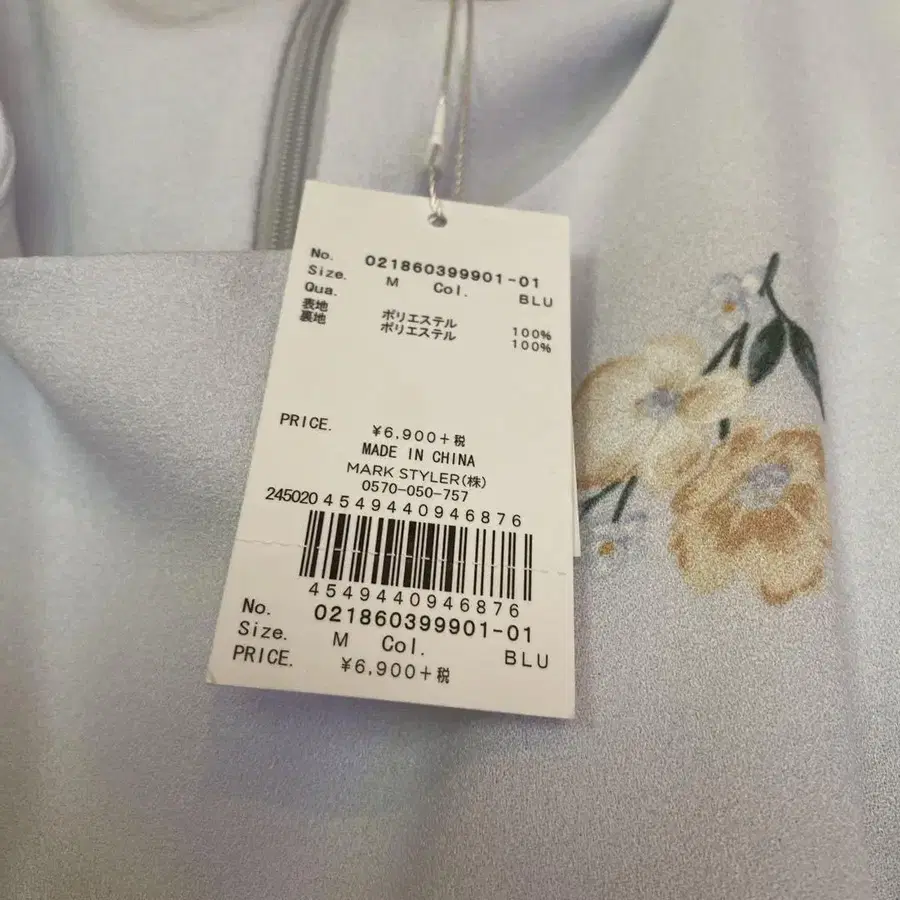 No. 021860399901-01
Size. M Col. BLU
Qua.
表地 ポリエステル 100%
裏地 ポリエステル 100%
PRICE. ¥6,900+税
MADE IN CHINA
MARK STYLER(株)
0570-050-757
245020 4549440946876
4549440946876
No. 021860399901-01
Size. M Col. BLU
PRICE. ¥6,900+税